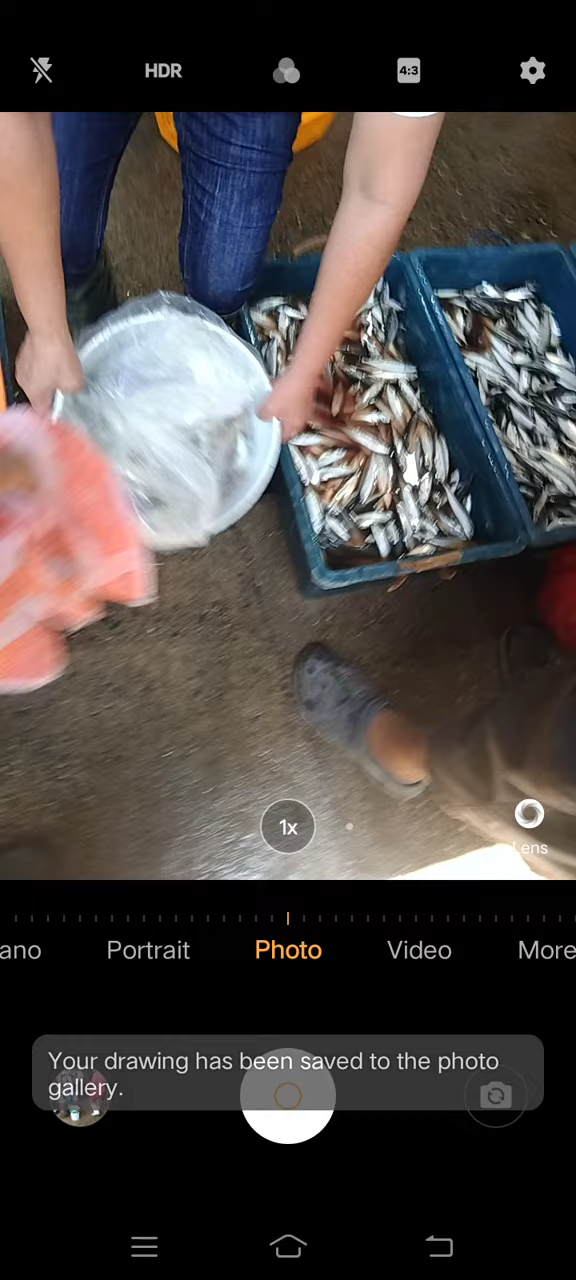 HDR
4:3
1x
Lens
ano
Portrait
Photo
Video
More
Your drawing has been saved to the photo
gallery.